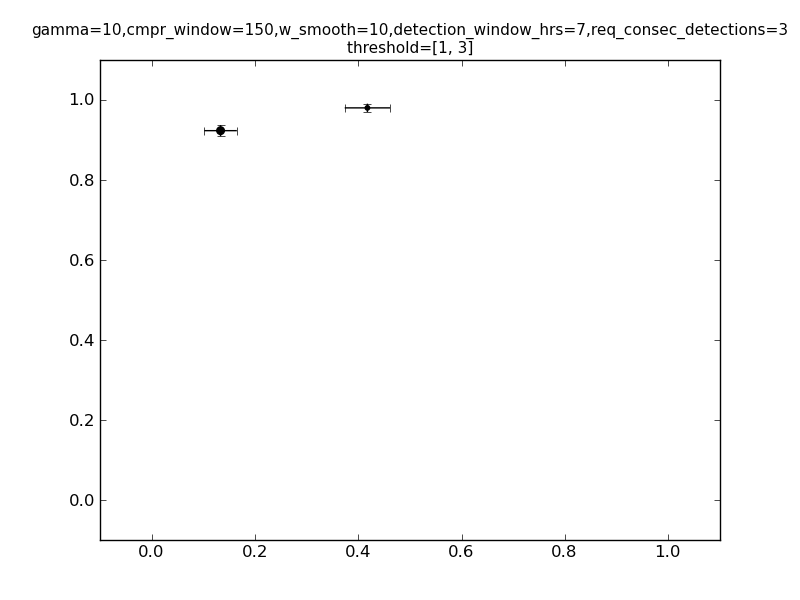 gamma=10,cmpr_window=150,w_smooth=10,detection_window_hrs=7,req_consec_detections=3
threshold=[1, 3]
1.0
0.8
0.6
0.4
0.2
0.0
0.0 0.2 0.4 0.6 0.8 1.0